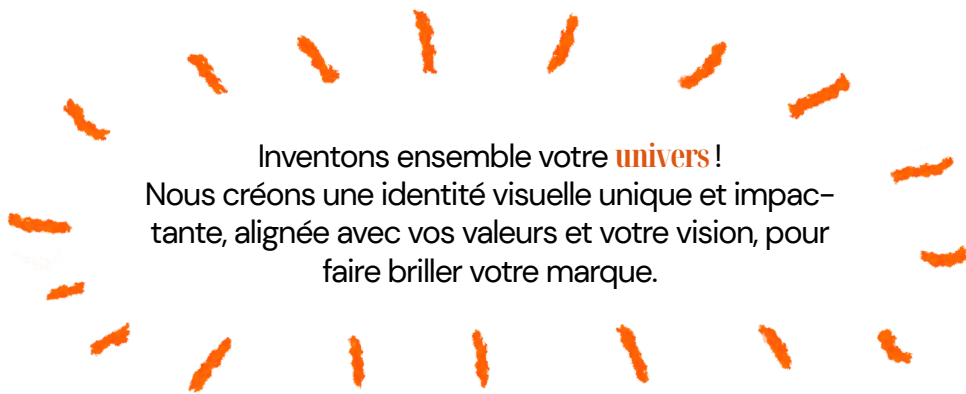 Inventons ensemble votre univers !
Nous créons une identité visuelle unique et impac-
tante, alignée avec vos valeurs et votre vision, pour
faire briller votre marque.